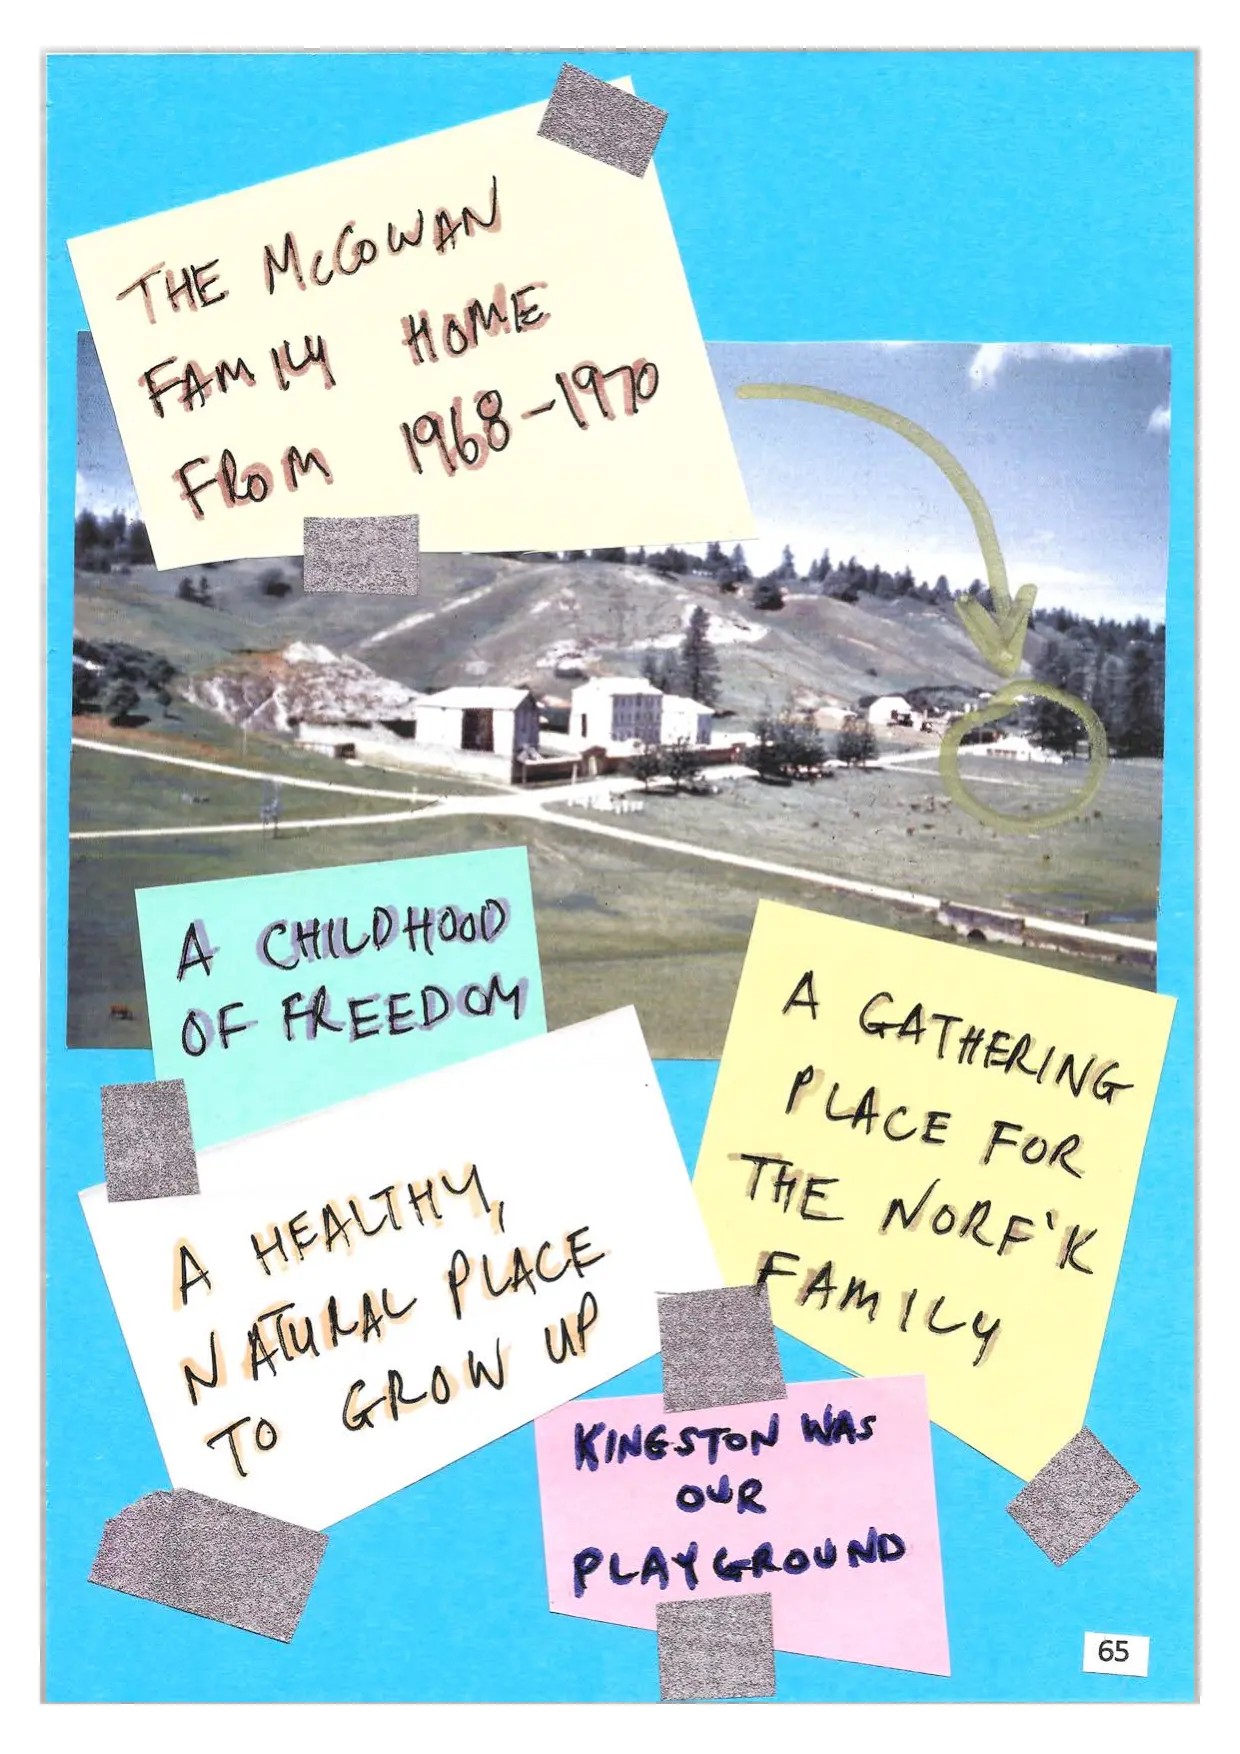 THE McGOWAN
FAMILY HOME
FROM 1968-1970
A CHILDHOOD
OF FREEDOM
A GATHERING
PLACE FOR
THE NORF'K
FAMILY
A HEALTHY,
NATURAL PLACE
TO GROW UP
KINGSTON WAS
OUR
PLAYGROUND
65